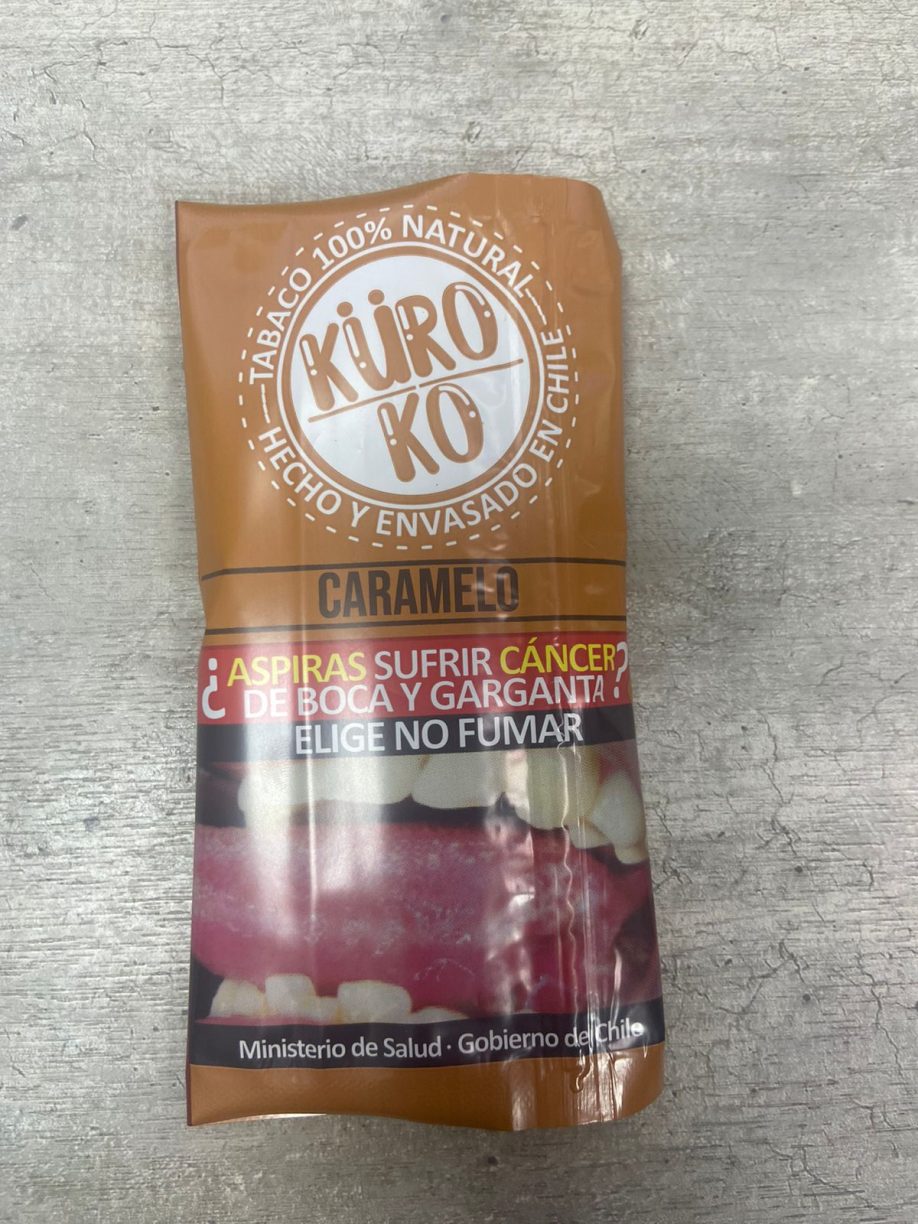 TABACO 100% NATURAL
KÜRO
KO
HECHO Y ENVASADO EN CHILE
CARAMELO
¿ASPIRAS SUFRIR CÁNCER
DE BOCA Y GARGANTA?
ELIGE NO FUMAR
Ministerio de Salud · Gobierno de Chile